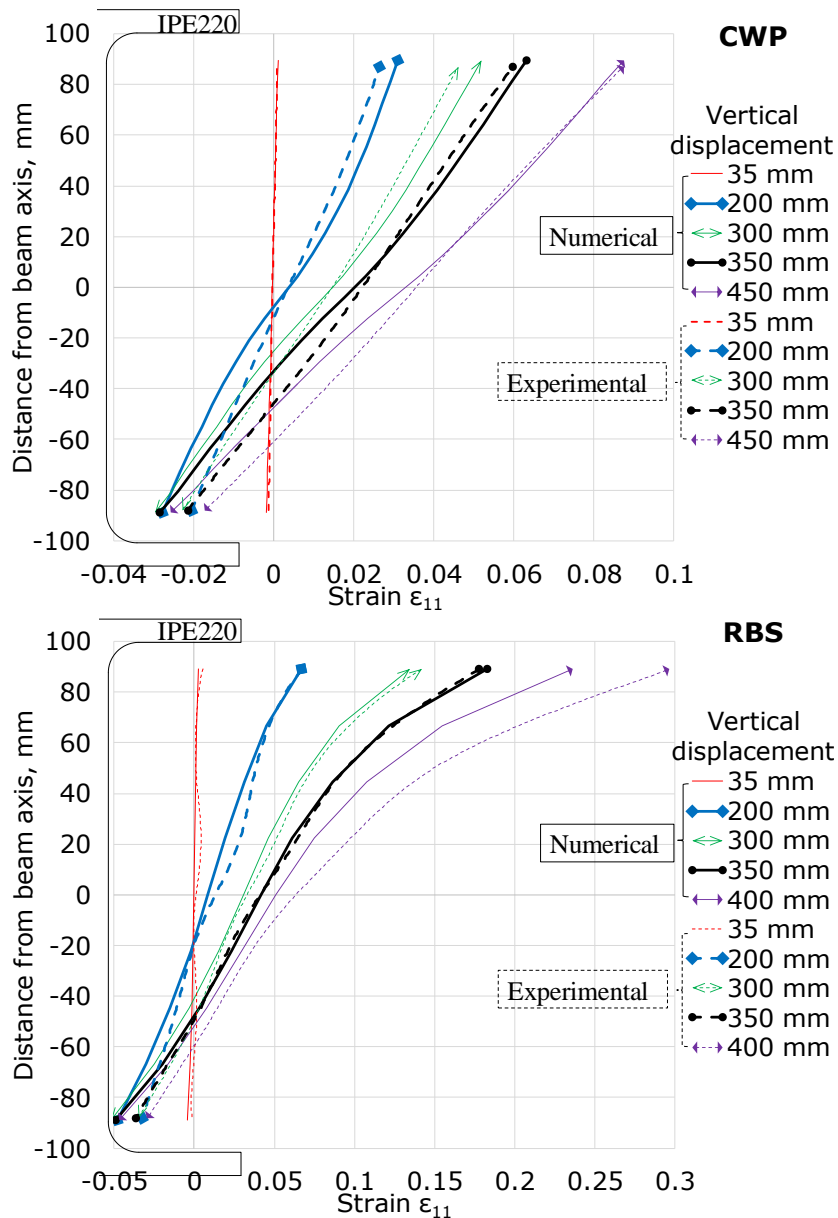 IPE220
CWP
100
80
60
40
20
0
-20
-40
-60
-80
-100
Distance from beam axis, mm
-0.04 -0.02 0 0.02 0.04 0.06 0.08 0.1
Strain ε11
Vertical
displacement
35 mm
200 mm
Numerical 300 mm
350 mm
450 mm
35 mm
200 mm
Experimental 300 mm
350 mm
450 mm
IPE220
RBS
100
80
60
40
20
0
-20
-40
-60
-80
-100
Distance from beam axis, mm
-0.05 0 0.05 0.1 0.15 0.2 0.25 0.3
Strain ε11
Vertical
displacement
35 mm
200 mm
Numerical 300 mm
350 mm
400 mm
35 mm
200 mm
Experimental 300 mm
350 mm
400 mm